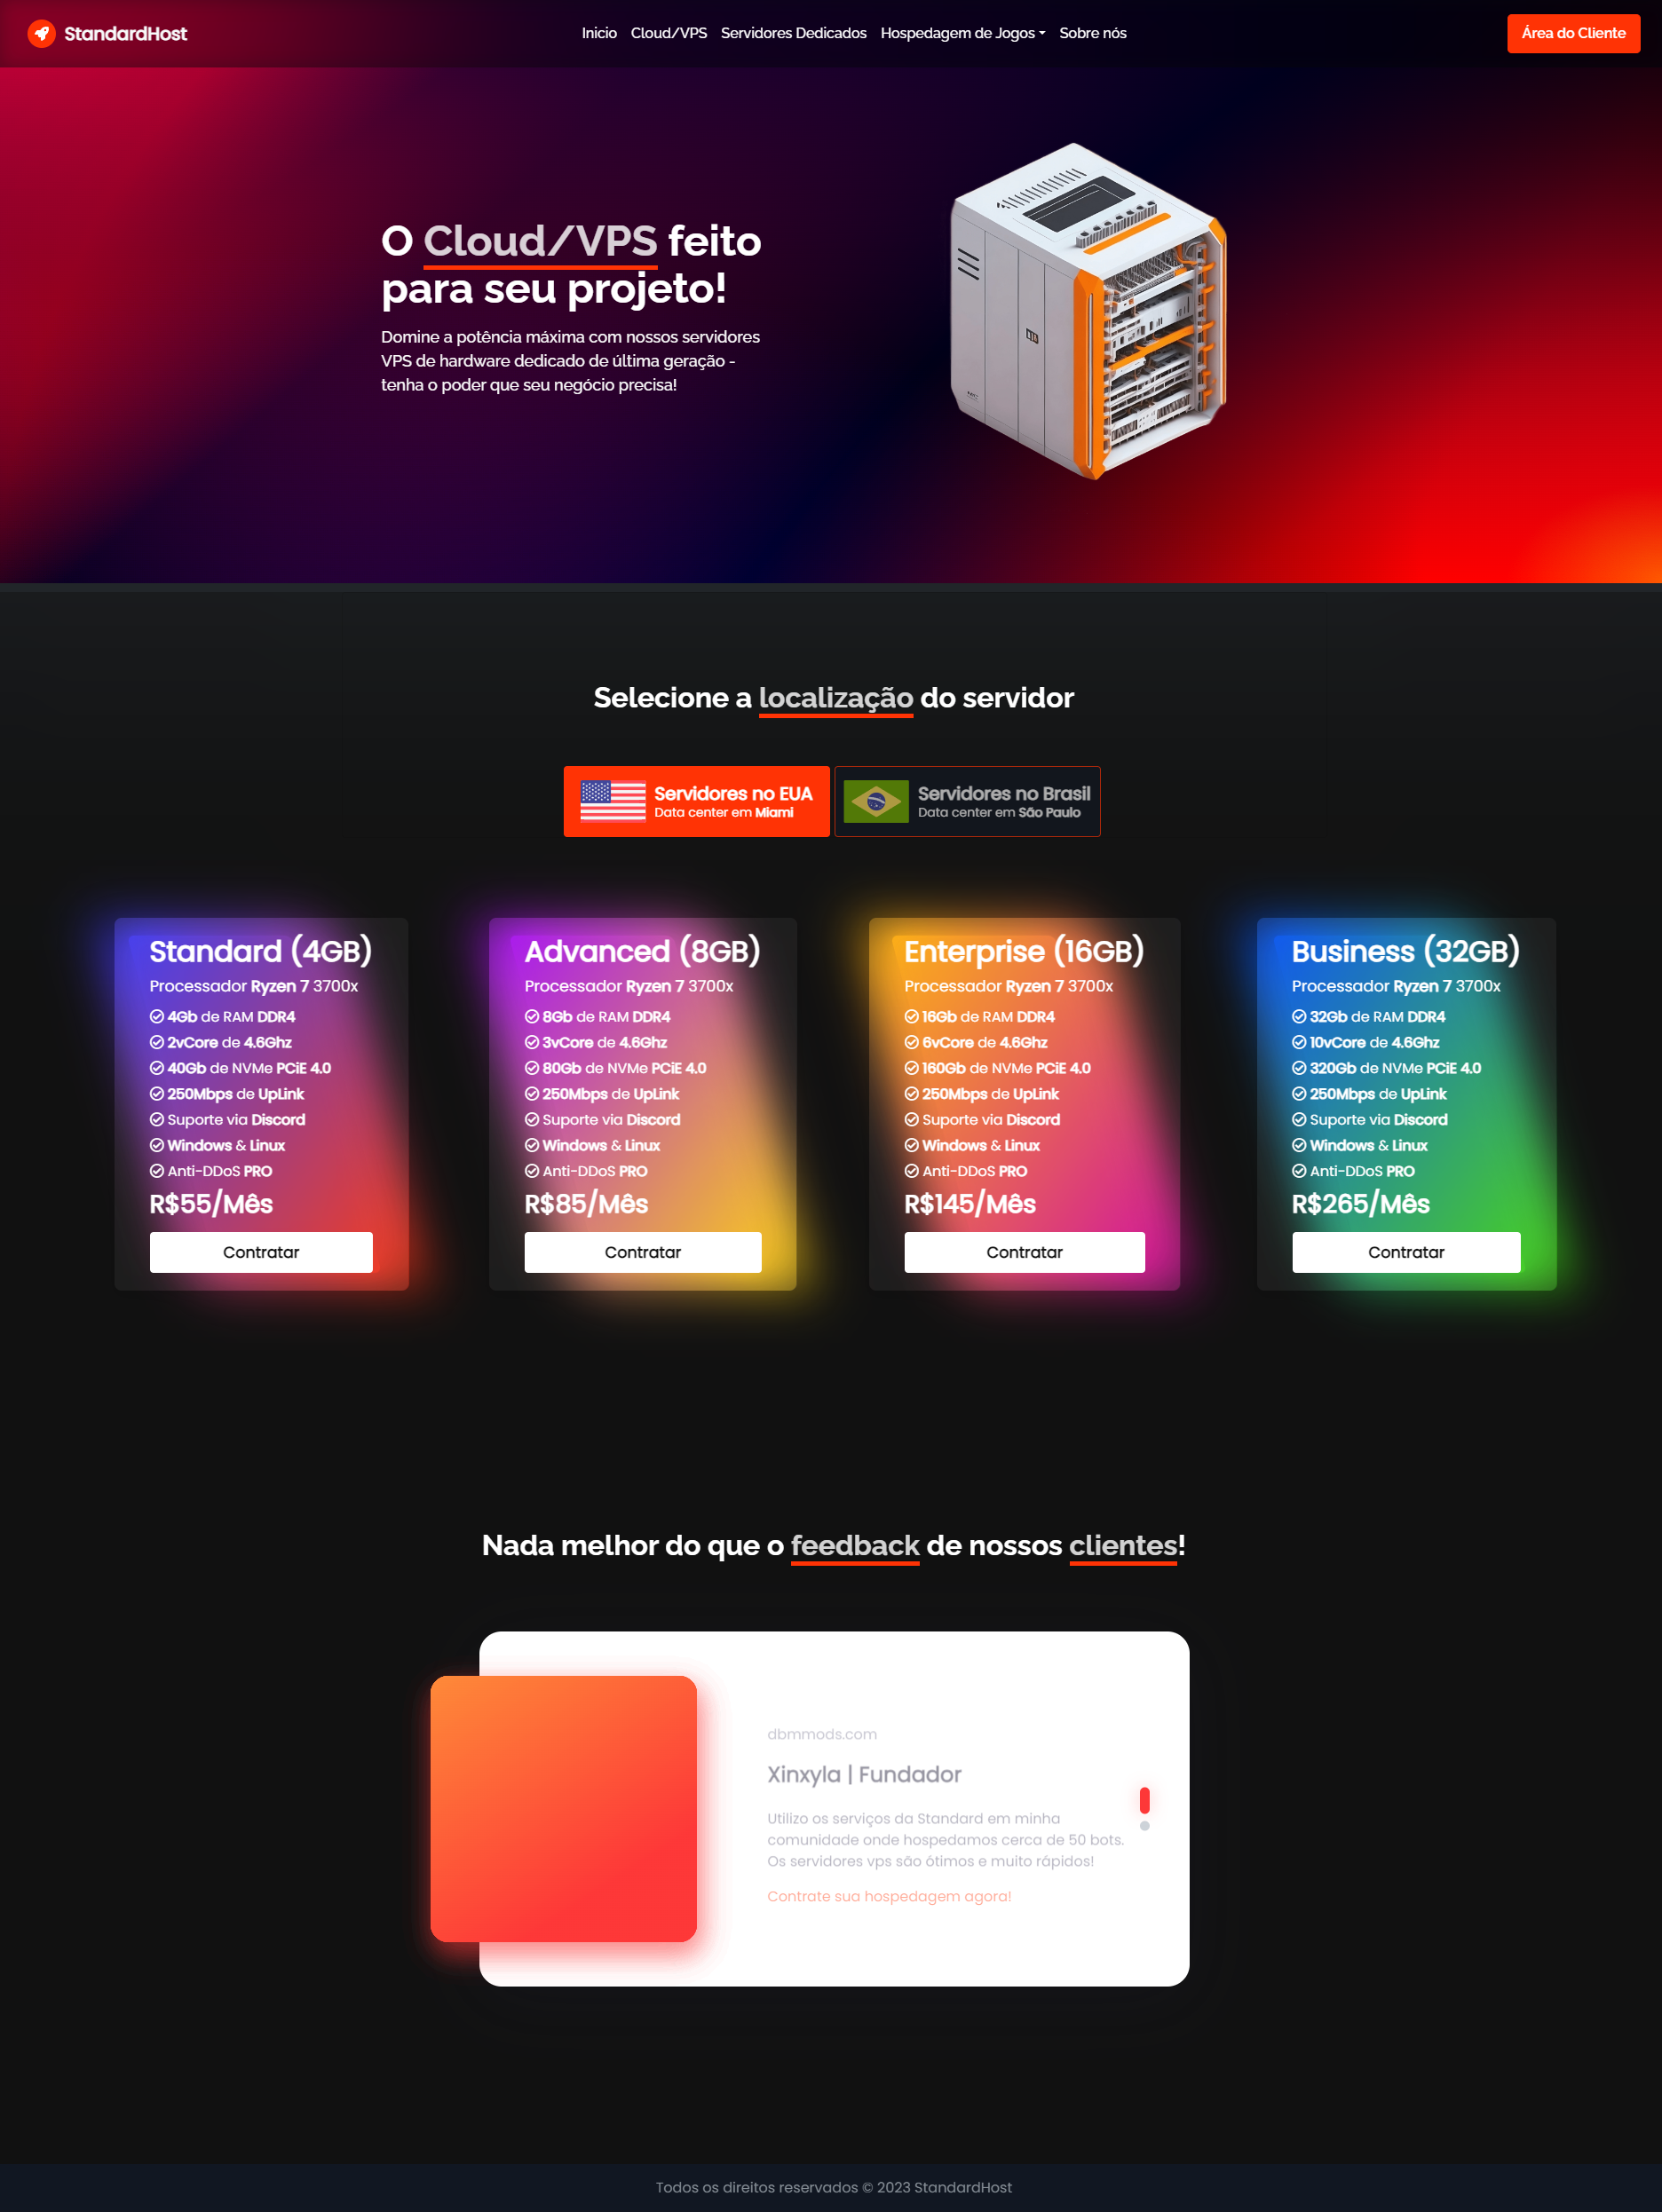 StandardHost
Inicio Cloud/VPS Servidores Dedicados Hospedagem de Jogos Sobre nós
Área do Cliente
O Cloud/VPS feito
para seu projeto!
Domine a potência máxima com nossos servidores
VPS de hardware dedicado de última geração -
tenha o poder que seu negócio precisa!
Selecione a localização do servidor
Servidores no EUA
Data center em Miami
Servidores no Brasil
Data center em São Paulo
Standard (4GB)
Processador Ryzen 7 3700x
4Gb de RAM DDR4
2vCore de 4.6Ghz
40Gb de NVMe PCiE 4.0
250Mbps de UpLink
Suporte via Discord
Windows & Linux
Anti-DDoS PRO
R$55/Mês
Contratar
Advanced (8GB)
Processador Ryzen 7 3700x
8Gb de RAM DDR4
3vCore de 4.6Ghz
80Gb de NVMe PCiE 4.0
250Mbps de UpLink
Suporte via Discord
Windows & Linux
Anti-DDoS PRO
R$85/Mês
Contratar
Enterprise (16GB)
Processador Ryzen 7 3700x
16Gb de RAM DDR4
6vCore de 4.6Ghz
160Gb de NVMe PCiE 4.0
250Mbps de UpLink
Suporte via Discord
Windows & Linux
Anti-DDoS PRO
R$145/Mês
Contratar
Business (32GB)
Processador Ryzen 7 3700x
32Gb de RAM DDR4
10vCore de 4.6Ghz
320Gb de NVMe PCiE 4.0
250Mbps de UpLink
Suporte via Discord
Windows & Linux
Anti-DDoS PRO
R$265/Mês
Contratar
Nada melhor do que o feedback de nossos clientes!
dbmmods.com
Xinxyla | Fundador
Utilizo os serviços da Standard em minha
comunidade onde hospedamos cerca de 50 bots.
Os servidores vps são ótimos e muito rápidos!
Contrate sua hospedagem agora!
Todos os direitos reservados © 2023 StandardHost